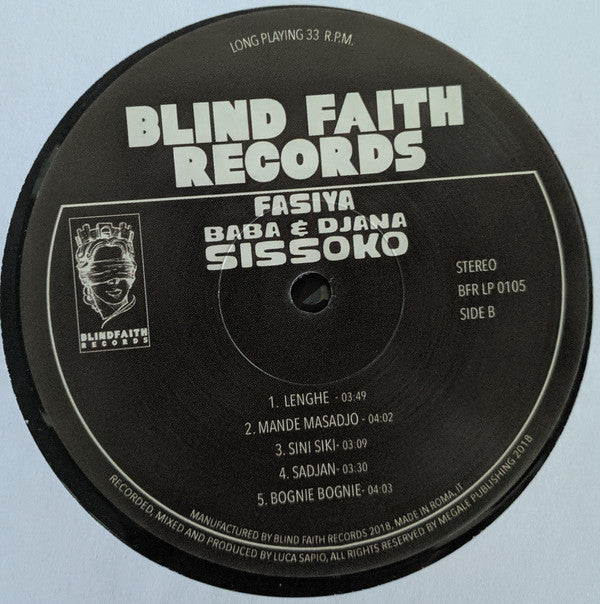 LONG PLAYING 33 R.P.M.
BLIND FAITH
RECORDS
FASIYA
BABA & DJANA
SISSOKO
BLINDFAITH
RECORDS
STEREO
BFR LP 0105
SIDE B
1. LENGHE - 03:49
2. MANDE MASADJO - 04:02
3. SINI SIKI- 03:09
4. SADJAN- 03:30
5. BOGNIE BOGNIE- 04:03
MANUFACTURED BY BLIND FAITH RECORDS 2018, MADE IN ROMA, IT
RECORDED, MIXED AND PRODUCED BY LUCA SAPIO, ALL RIGHTS RESERVED BY MEGALE PUBLISHING 2018